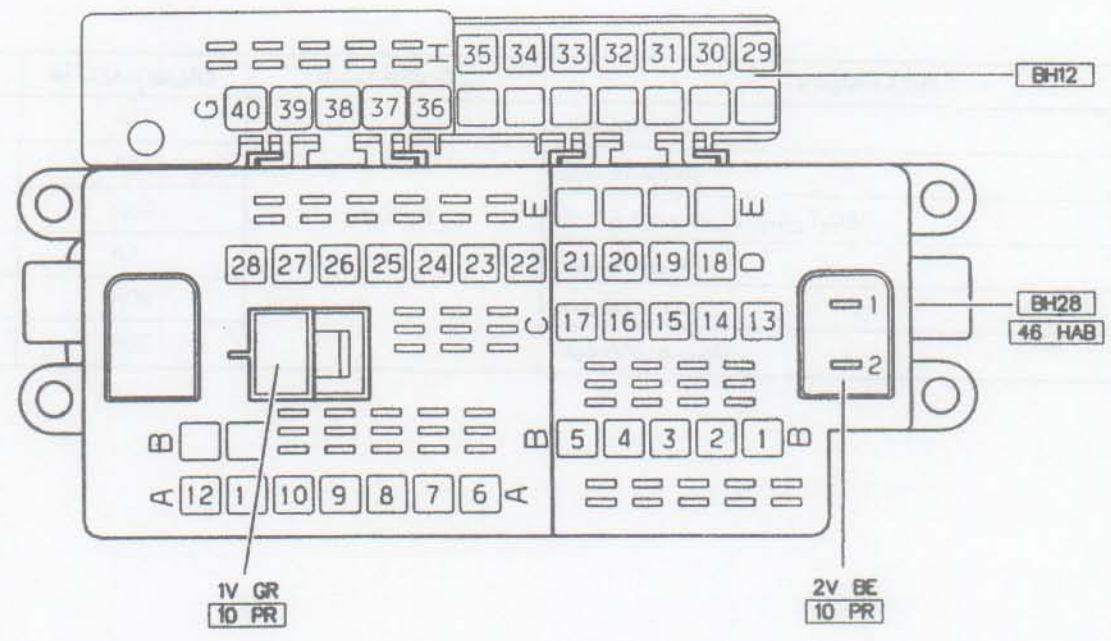 H 35 34 33 32 31 30 29
BH12
G 40 39 38 37 36
E E
28 27 26 25 24 23 22 21 20 19 18 D
C 17 16 15 14 13
1
2
BH28
46 HAB
B B 5 4 3 2 1 B
A 12 1 10 9 8 7 6 A
1V GR
10 PR
2V BE
10 PR